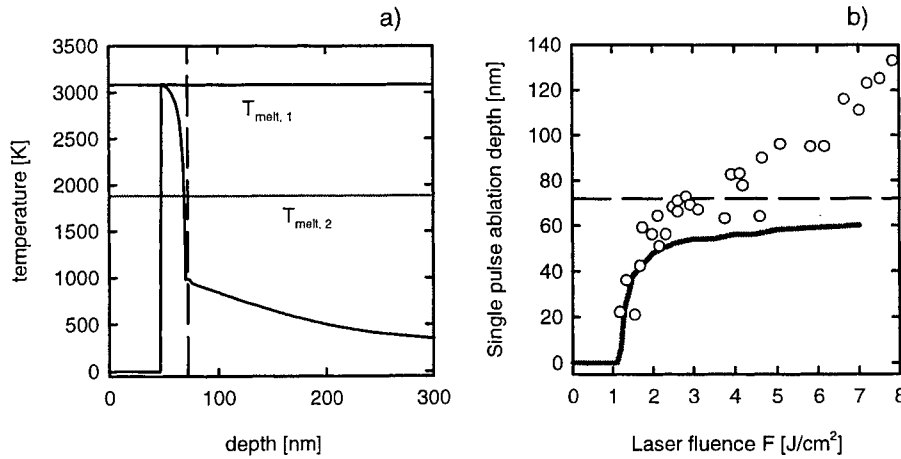 a)
3500
3000
2500
2000
1500
1000
500
0
temperature [K]
T melt, 1
T melt, 2
0 100 200 300
depth [nm]
b)
140
120
100
80
60
40
20
0
Single pulse ablation depth [nm]
0 1 2 3 4 5 6 7 8
Laser fluence F [J/cm²]